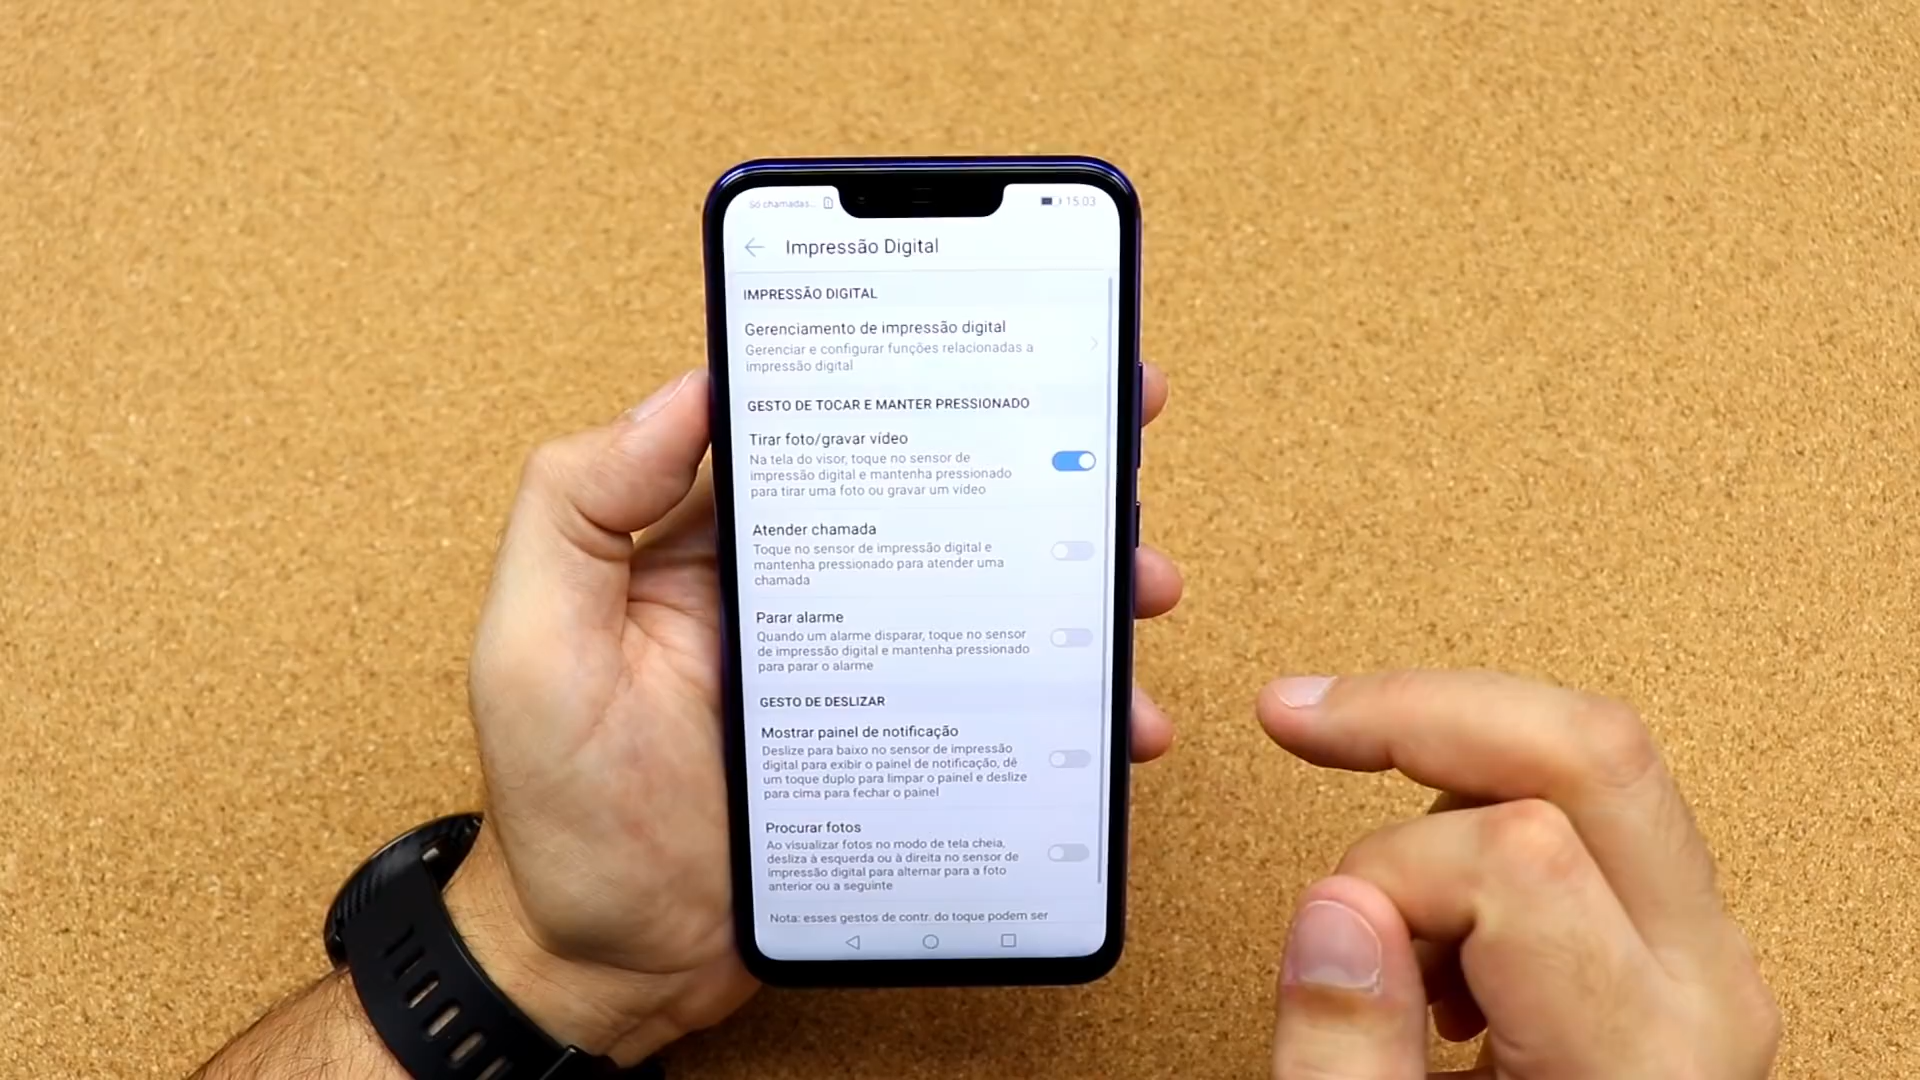 Só chamadas... 15:03
Impressão Digital
IMPRESSÃO DIGITAL
Gerenciamento de impressão digital
Gerenciar e configurar funções relacionadas a
impressão digital
GESTO DE TOCAR E MANTER PRESSIONADO
Tirar foto/gravar vídeo
Na tela do visor, toque no sensor de
impressão digital e mantenha pressionado
para tirar uma foto ou gravar um vídeo
Atender chamada
Toque no sensor de impressão digital e
mantenha pressionado para atender uma
chamada
Parar alarme
Quando um alarme disparar, toque no sensor
de impressão digital e mantenha pressionado
para parar o alarme
GESTO DE DESLIZAR
Mostrar painel de notificação
Deslize para baixo no sensor de impressão
digital para exibir o painel de notificação, dê
um toque duplo para limpar o painel e deslize
para cima para fechar o painel
Procurar fotos
Ao visualizar fotos no modo de tela cheia,
desliza à esquerda ou à direita no sensor de
impressão digital para alternar para a foto
anterior ou a seguinte
Nota: esses gestos de contr. do toque podem ser